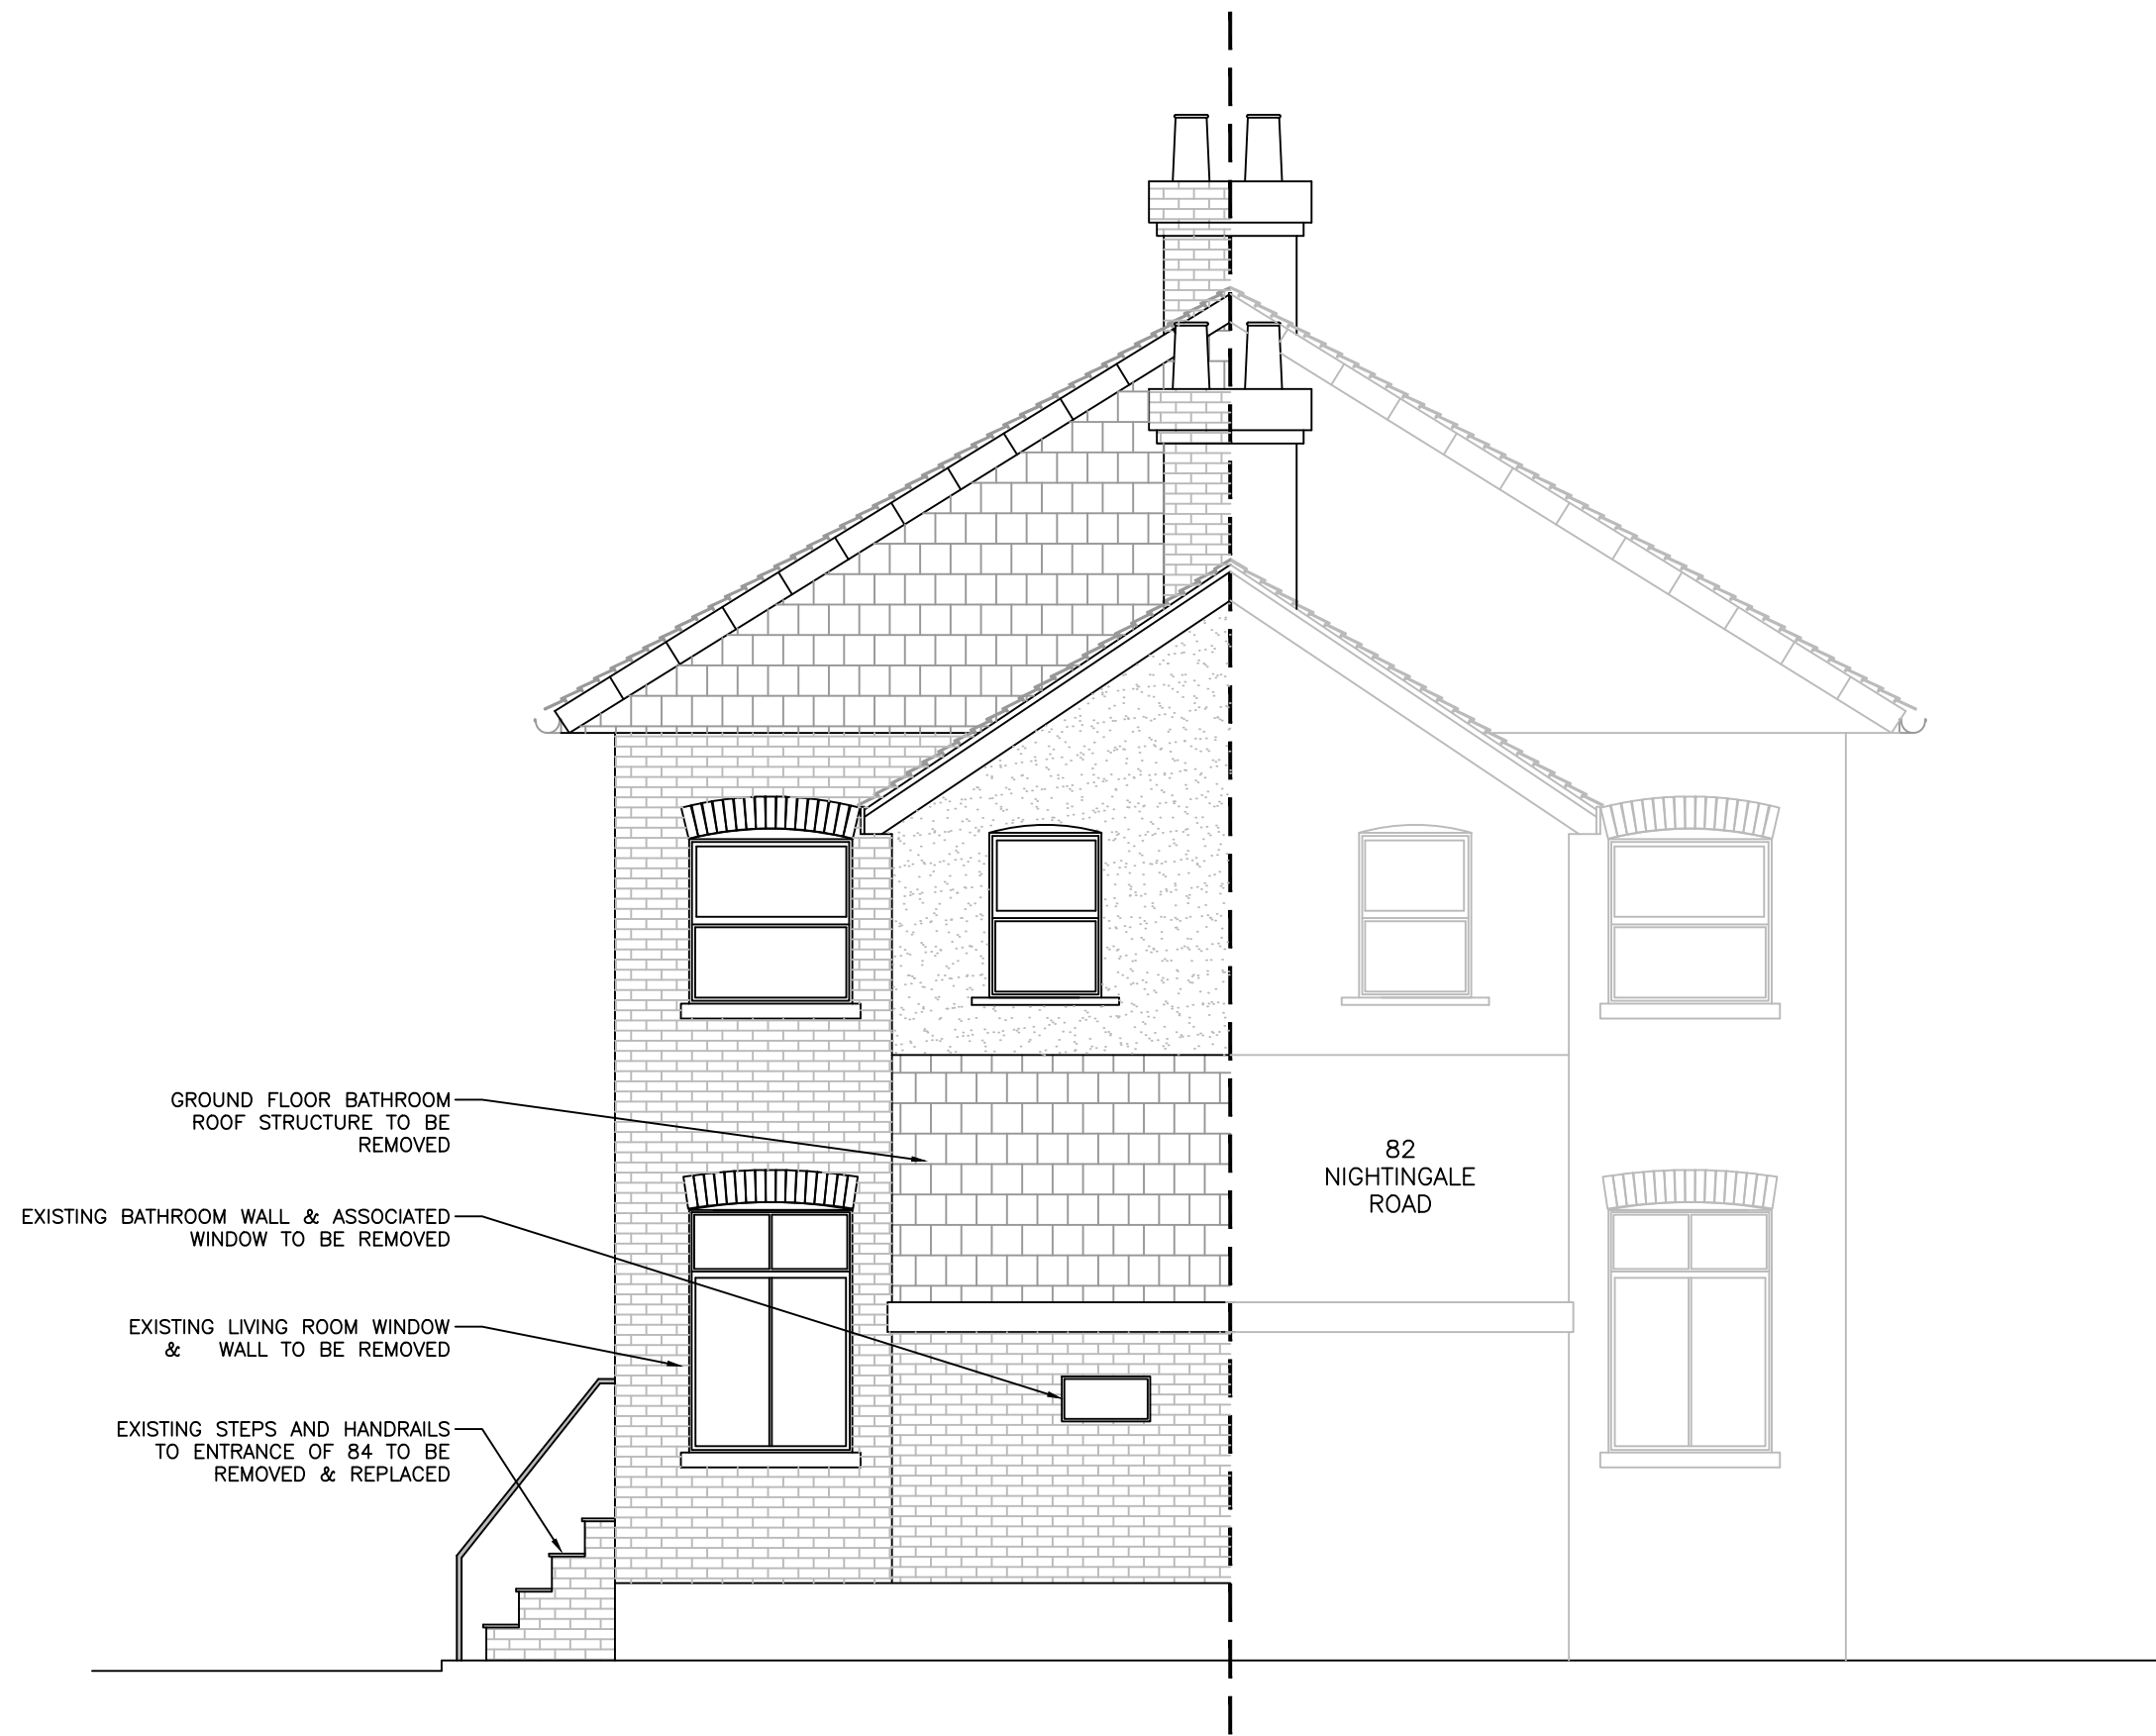 GROUND FLOOR BATHROOM
ROOF STRUCTURE TO BE
REMOVED
EXISTING BATHROOM WALL & ASSOCIATED
WINDOW TO BE REMOVED
EXISTING LIVING ROOM WINDOW
& WALL TO BE REMOVED
EXISTING STEPS AND HANDRAILS
TO ENTRANCE OF 84 TO BE
REMOVED & REPLACED
82
NIGHTINGALE
ROAD